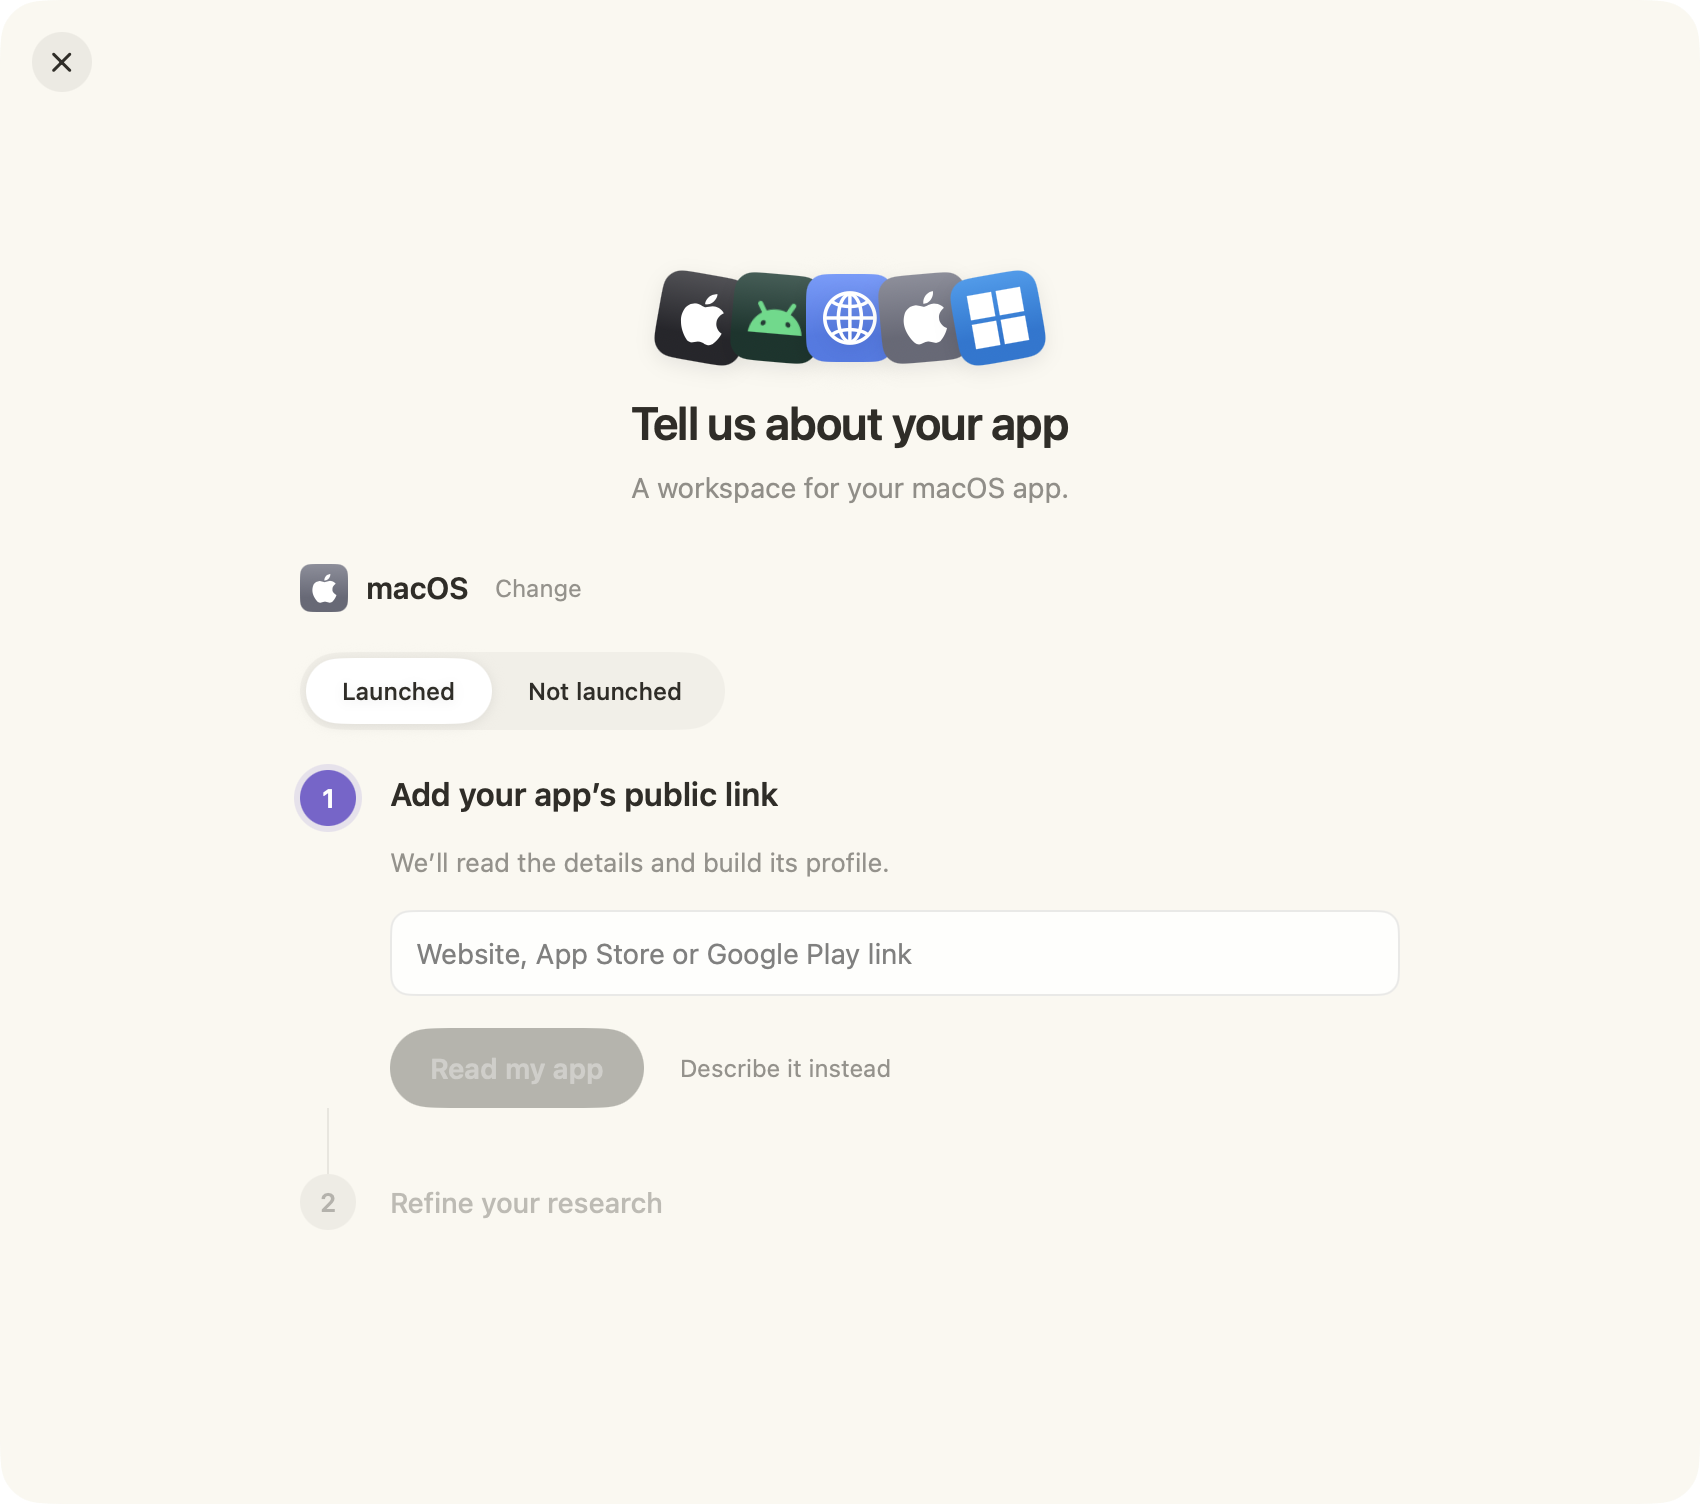 Tell us about your app
A workspace for your macOS app.
macOS Change
Launched Not launched
1 Add your app’s public link
We’ll read the details and build its profile.
Website, App Store or Google Play link
Read my app Describe it instead
2 Refine your research